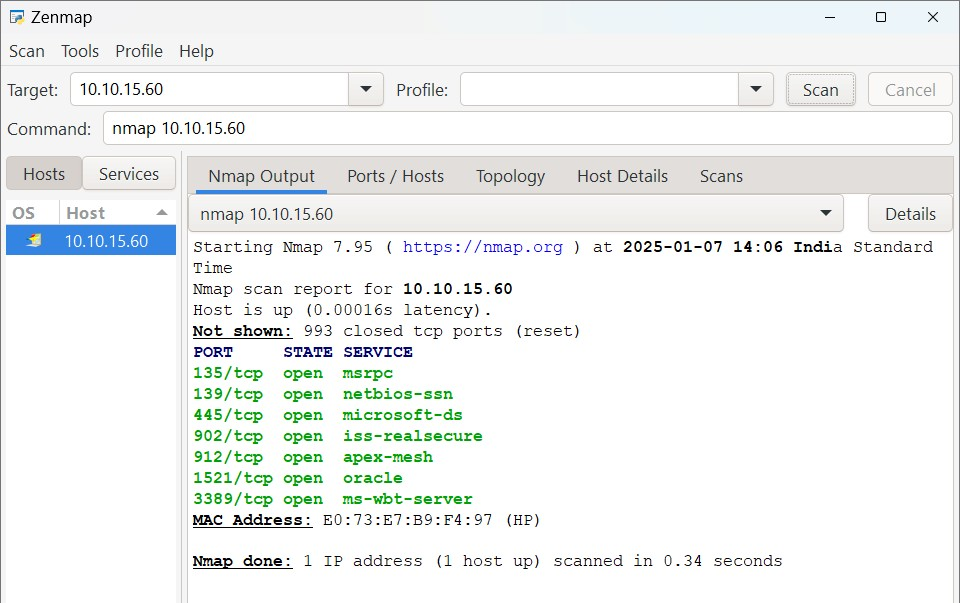 Zenmap
Scan Tools Profile Help
Target: 10.10.15.60 Profile: Scan Cancel
Command: nmap 10.10.15.60
Hosts Services
Nmap Output Ports / Hosts Topology Host Details Scans
OS Host
nmap 10.10.15.60 Details
10.10.15.60
Starting Nmap 7.95 ( https://nmap.org ) at 2025-01-07 14:06 India Standard
Time
Nmap scan report for 10.10.15.60
Host is up (0.00016s latency).
Not shown: 993 closed tcp ports (reset)
PORT STATE SERVICE
135/tcp open msrpc
139/tcp open netbios-ssn
445/tcp open microsoft-ds
902/tcp open iss-realsecure
912/tcp open apex-mesh
1521/tcp open oracle
3389/tcp open ms-wbt-server
MAC Address: E0:73:E7:B9:F4:97 (HP)
Nmap done: 1 IP address (1 host up) scanned in 0.34 seconds